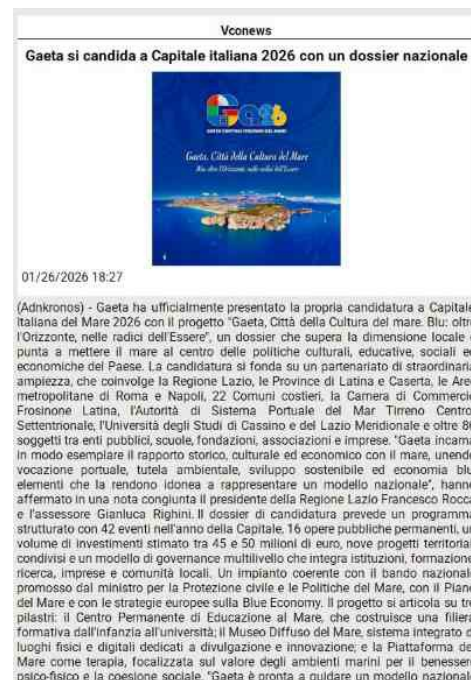 Vconews
Gaeta si candida a Capitale italiana 2026 con un dossier nazionale
GAETA CAPITALE ITALIANA DEL MARE
Gaeta, Città della Cultura del Mare
Blu: oltre l'Orizzonte, nelle radici dell'Essere
01/26/2026 18:27
(Adnkronos) - Gaeta ha ufficialmente presentato la propria candidatura a Capitale
Italiana del Mare 2026 con il progetto "Gaeta, Città della Cultura del mare. Blu: oltre
l'Orizzonte, nelle radici dell'Essere", un dossier che supera la dimensione locale
punta a mettere il mare al centro delle politiche culturali, educative, sociali ed
economiche del Paese. La candidatura si fonda su un partenariato di straordinaria
ampiezza, che coinvolge la Regione Lazio, le Province di Latina e Caserta, le Are
metropolitane di Roma e Napoli, 22 Comuni costieri, la Camera di Commercio
Frosinone Latina, l'Autorità di Sistema Portuale del Mar Tirreno Centro
Settentrionale, l'Università degli Studi di Cassino e del Lazio Meridionale e oltre 80
soggetti tra enti pubblici, scuole, fondazioni, associazioni e imprese. "Gaeta incarna
in modo esemplare il rapporto storico, culturale ed economico con il mare, unendo
vocazione portuale, tutela ambientale, sviluppo sostenibile ed economia blu
elementi che la rendono idonea a rappresentare un modello nazionale", hanno
affermato in una nota congiunta il presidente della Regione Lazio Francesco Rocca
e l'assessore Gianluca Righini. Il dossier di candidatura prevede un programma
strutturato con 42 eventi nell'anno della Capitale, 16 opere pubbliche permanenti, un
volume di investimenti stimato tra 45 e 50 milioni di euro, nove progetti territoriali
condivisi e un modello di governance multilivello che integra istituzioni, formazione
ricerca, imprese e comunità locali. Un impianto coerente con il bando nazionale
promosso dal ministro per la Protezione civile e le Politiche del Mare, con il Piano
del Mare e con le strategie europee sulla Blue Economy. Il progetto si articola su tre
pilastri: il Centro Permanente di Educazione al Mare, che costruisce una filiera
formativa dall'infanzia all'università; il Museo Diffuso del Mare, sistema integrato d
luoghi fisici e digitali dedicati a divulgazione e innovazione; e la Piattaforma del
Mare come terapia, focalizzata sul valore degli ambienti marini per il benessere
psico-fisico e la coesione sociale. "Gaeta è pronta a guidare un modello nazionale